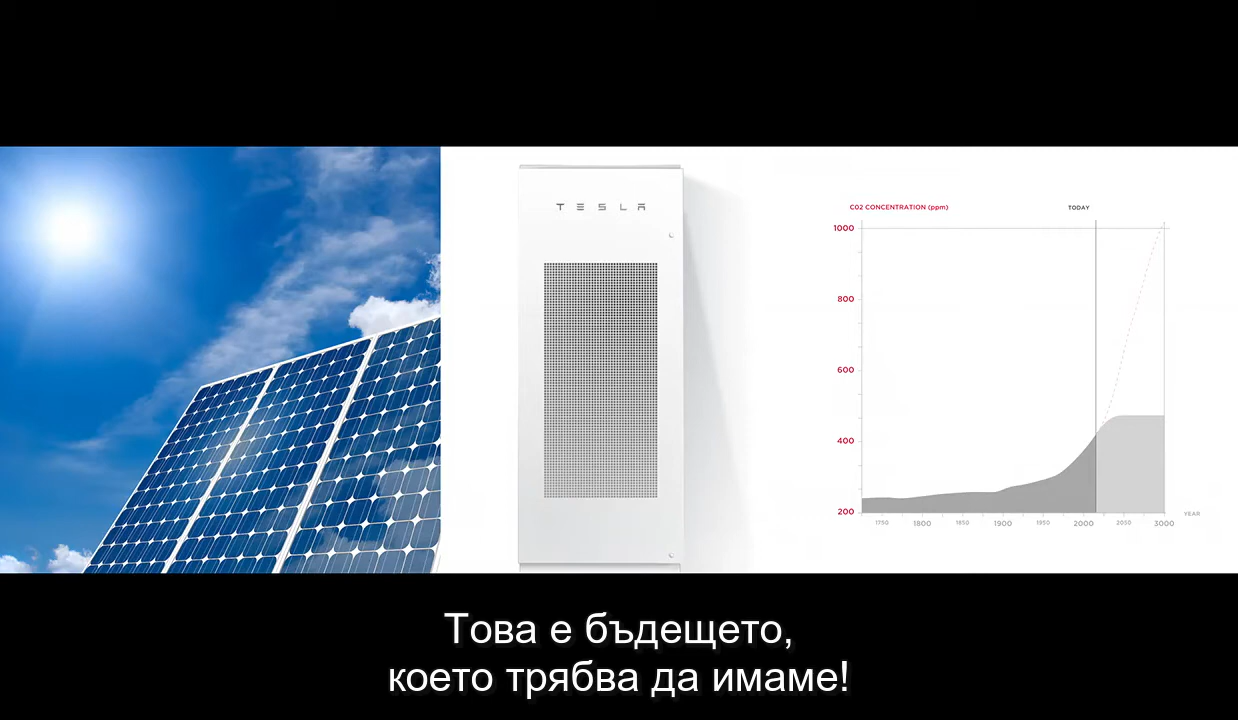 TESLA
CO2 CONCENTRATION (ppm)
TODAY
1000
800
600
400
200
1750 1800 1850 1900 1950 2000 2050 3000
YEAR
Това е бъдещето,
което трябва да имаме!